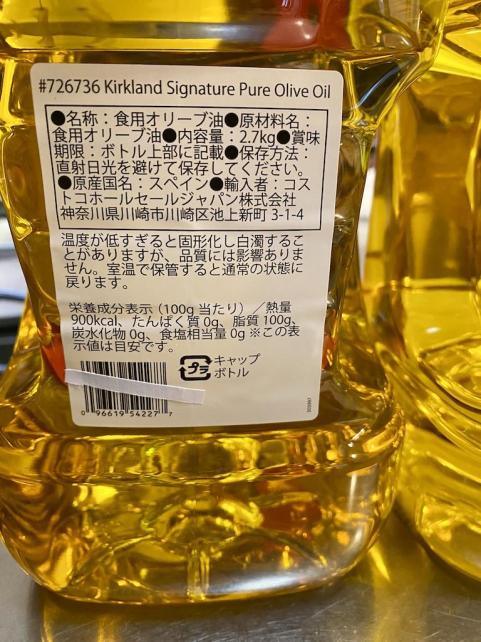 #726736 Kirkland Signature Pure Olive Oil
●名称：食用オリーブ油●原材料名：
食用オリーブ油●内容量：2.7kg●賞味
期限：ボトル上部に記載●保存方法：
直射日光を避けて保存してください。
●原産国名：スペイン●輸入者：コス
トコホールセールジャパン株式会社
神奈川県川崎市川崎区池上新町 3-1-4
温度が低すぎると固形化し白濁するこ
とがありますが、品質には影響ありま
せん。室温で保管すると通常の状態に
戻ります。
栄養成分表示（100g 当たり）／熱量
900kcal、たんぱく質 0g、脂質 100g、
炭水化物 0g、食塩相当量 0g ※この表
示値は目安です。
プラ
キャップ
ボトル
0 96619 54227 7